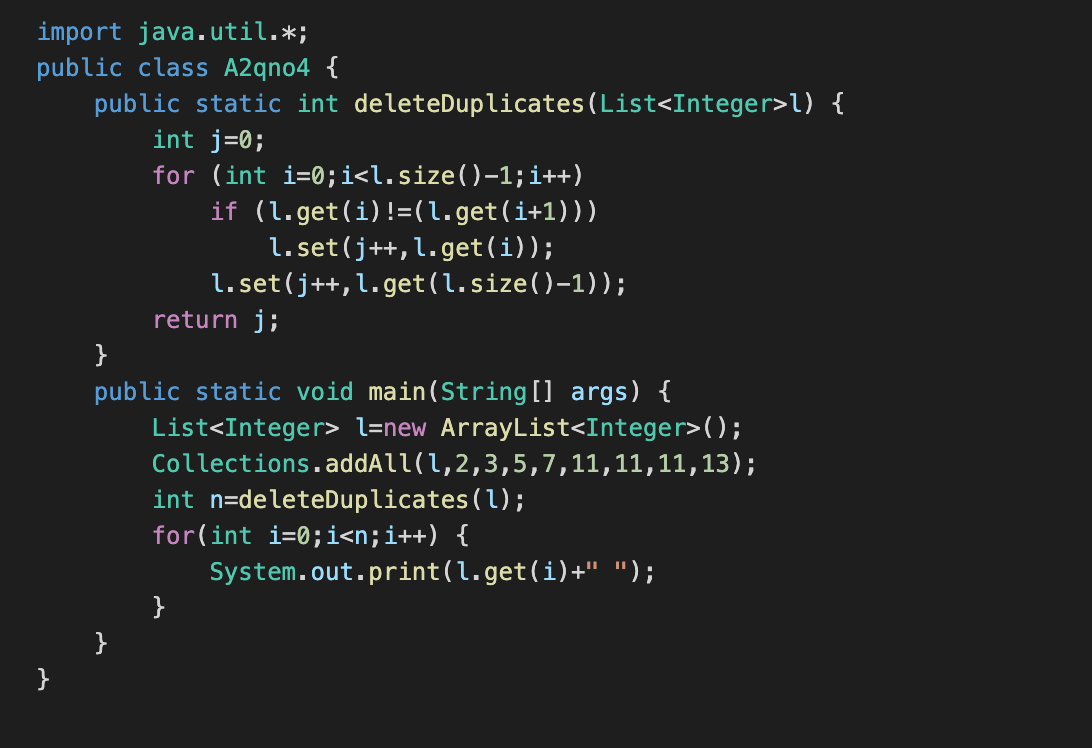 import java.util.*;
public class A2qno4 {
    public static int deleteDuplicates(List<Integer>l) {
        int j=0;
        for (int i=0;i<l.size()-1;i++)
            if (l.get(i)!=(l.get(i+1)))
                l.set(j++,l.get(i));
            l.set(j++,l.get(l.size()-1));
        return j;
    }
    public static void main(String[] args) {
        List<Integer> l=new ArrayList<Integer>();
        Collections.addAll(l,2,3,5,7,11,11,11,13);
        int n=deleteDuplicates(l);
        for(int i=0;i<n;i++) {
            System.out.print(l.get(i)+" ");
        }
    }
}